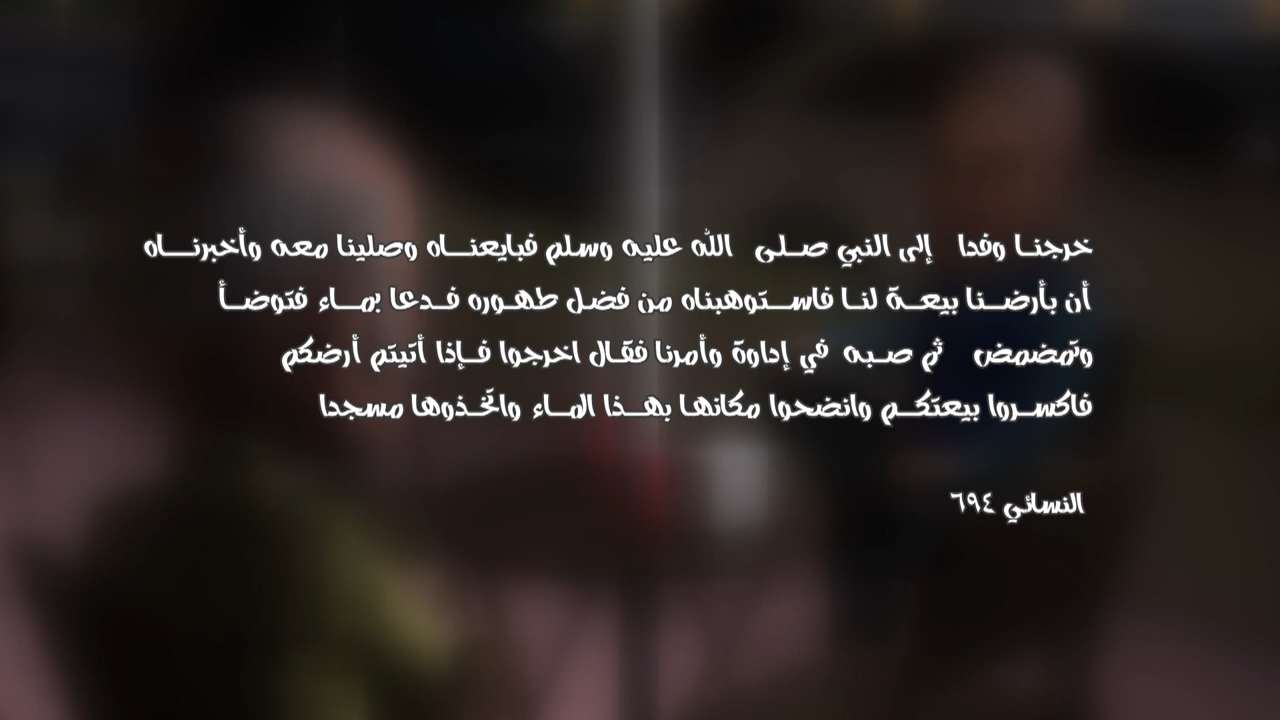 خرجنا وفدا إلى النبي صلى الله عليه وسلم فبايعناه وصلينا معه وأخبرناه
أن بأرضنا بيعة لنا فاستوهبناه من فضل طهوره فدعا بماء فتوضأ
وتمضمض ثم صبه في إداوة وأمرنا فقال اخرجوا فإذا أتيتم أرضكم
فاكسروا بيعتكم وانضحوا مكانها بهذا الماء واتخذوها مسجدا
النسائي ٦٩٤